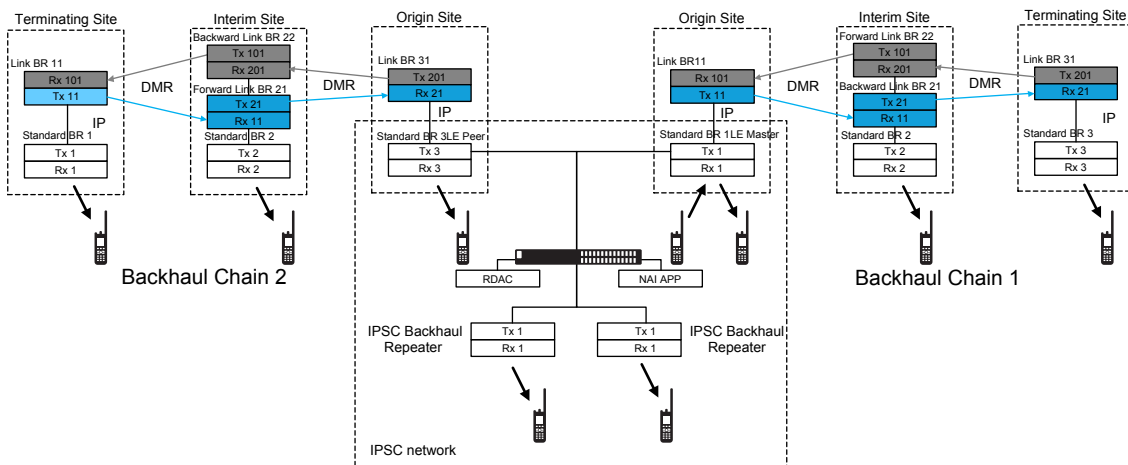 Terminating Site
Interim Site
Origin Site
Origin Site
Interim Site
Terminating Site
Backward Link BR 22
Tx 101
Rx 201
Forward Link BR 21
Tx 21
Rx 11
Standard BR 2
Tx 2
Rx 2
Link BR 11
Rx 101
Tx 11
DMR
IP
Standard BR 1
Tx 1
Rx 1
DMR
Link BR 31
Tx 201
Rx 21
IP
Standard BR 3LE Peer
Tx 3
Rx 3
Link BR11
Rx 101
Tx 11
IP
Standard BR 1LE Master
Tx 1
Rx 1
DMR
Forward Link BR 22
Tx 101
Rx 201
Backward Link BR 21
Tx 21
Rx 11
Standard BR 2
Tx 2
Rx 2
DMR
Link BR 31
Tx 201
Rx 21
IP
Standard BR 3
Tx 3
Rx 3
Backhaul Chain 2
Backhaul Chain 1
RDAC
NAI APP
IPSC Backhaul
Repeater
Tx 1
Rx 1
Tx 1
Rx 1
IPSC Backhaul
Repeater
IPSC network